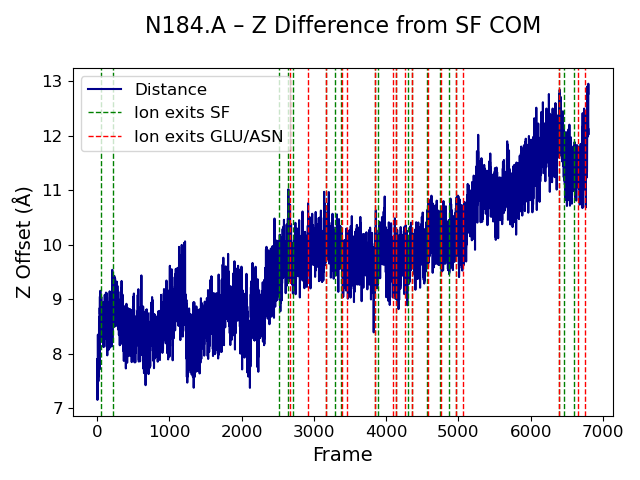 N184.A – Z Difference from SF COM
Distance
Ion exits SF
Ion exits GLU/ASN
Z Offset (Å)
13
12
11
10
9
8
7
0 1000 2000 3000 4000 5000 6000 7000
Frame